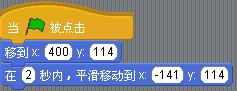 当 被点击
移到 x: 400 y: 114
在 2 秒内，平滑移动到 x: -141 y: 114